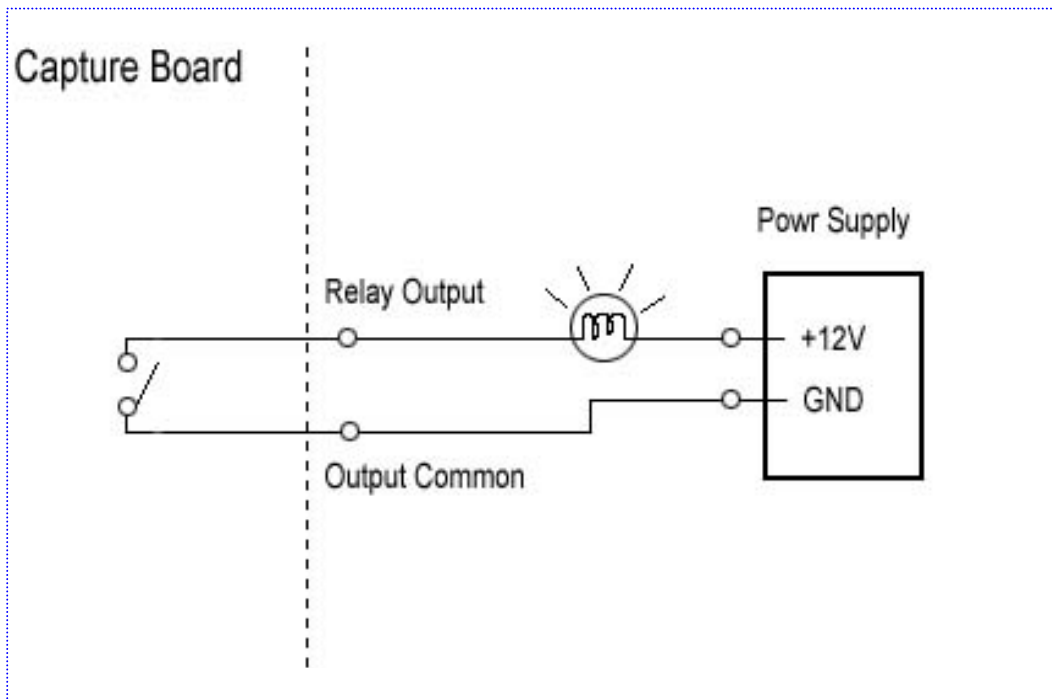 Capture Board
Powr Supply
Relay Output
+12V
GND
Output Common